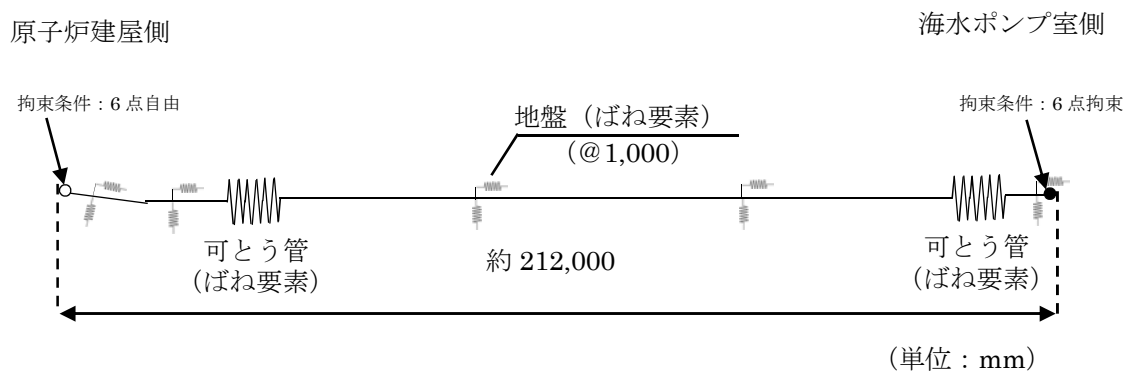 原子炉建屋側
海水ポンプ室側
拘束条件：6 点自由
地盤（ばね要素）
（@1,000）
拘束条件：6 点拘束
可とう管
（ばね要素）
約 212,000
可とう管
（ばね要素）
（単位：mm）